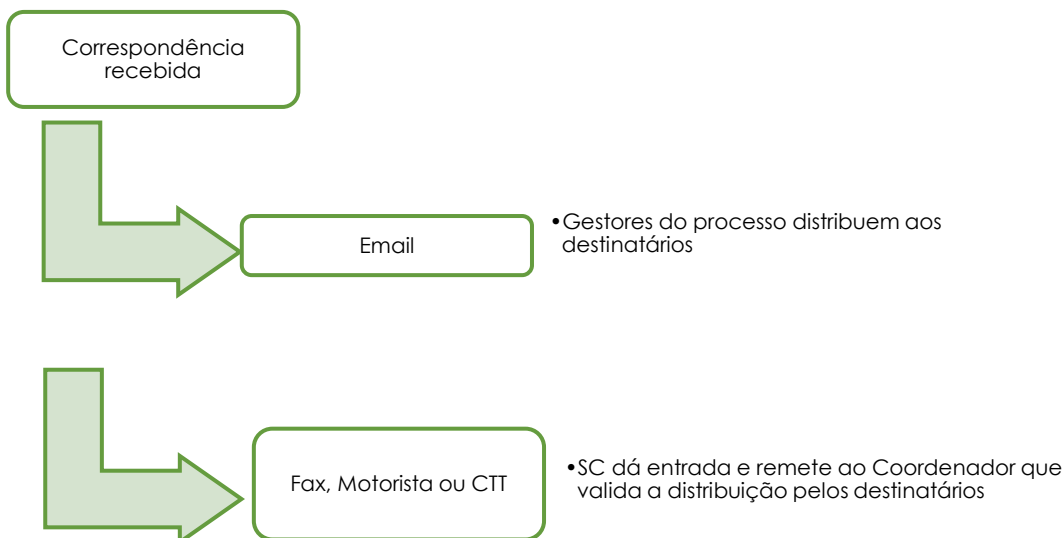 Correspondência
recebida
Email
•Gestores do processo distribuem aos
destinatários
Fax, Motorista ou CTT
•SC dá entrada e remete ao Coordenador que
valida a distribuição pelos destinatários